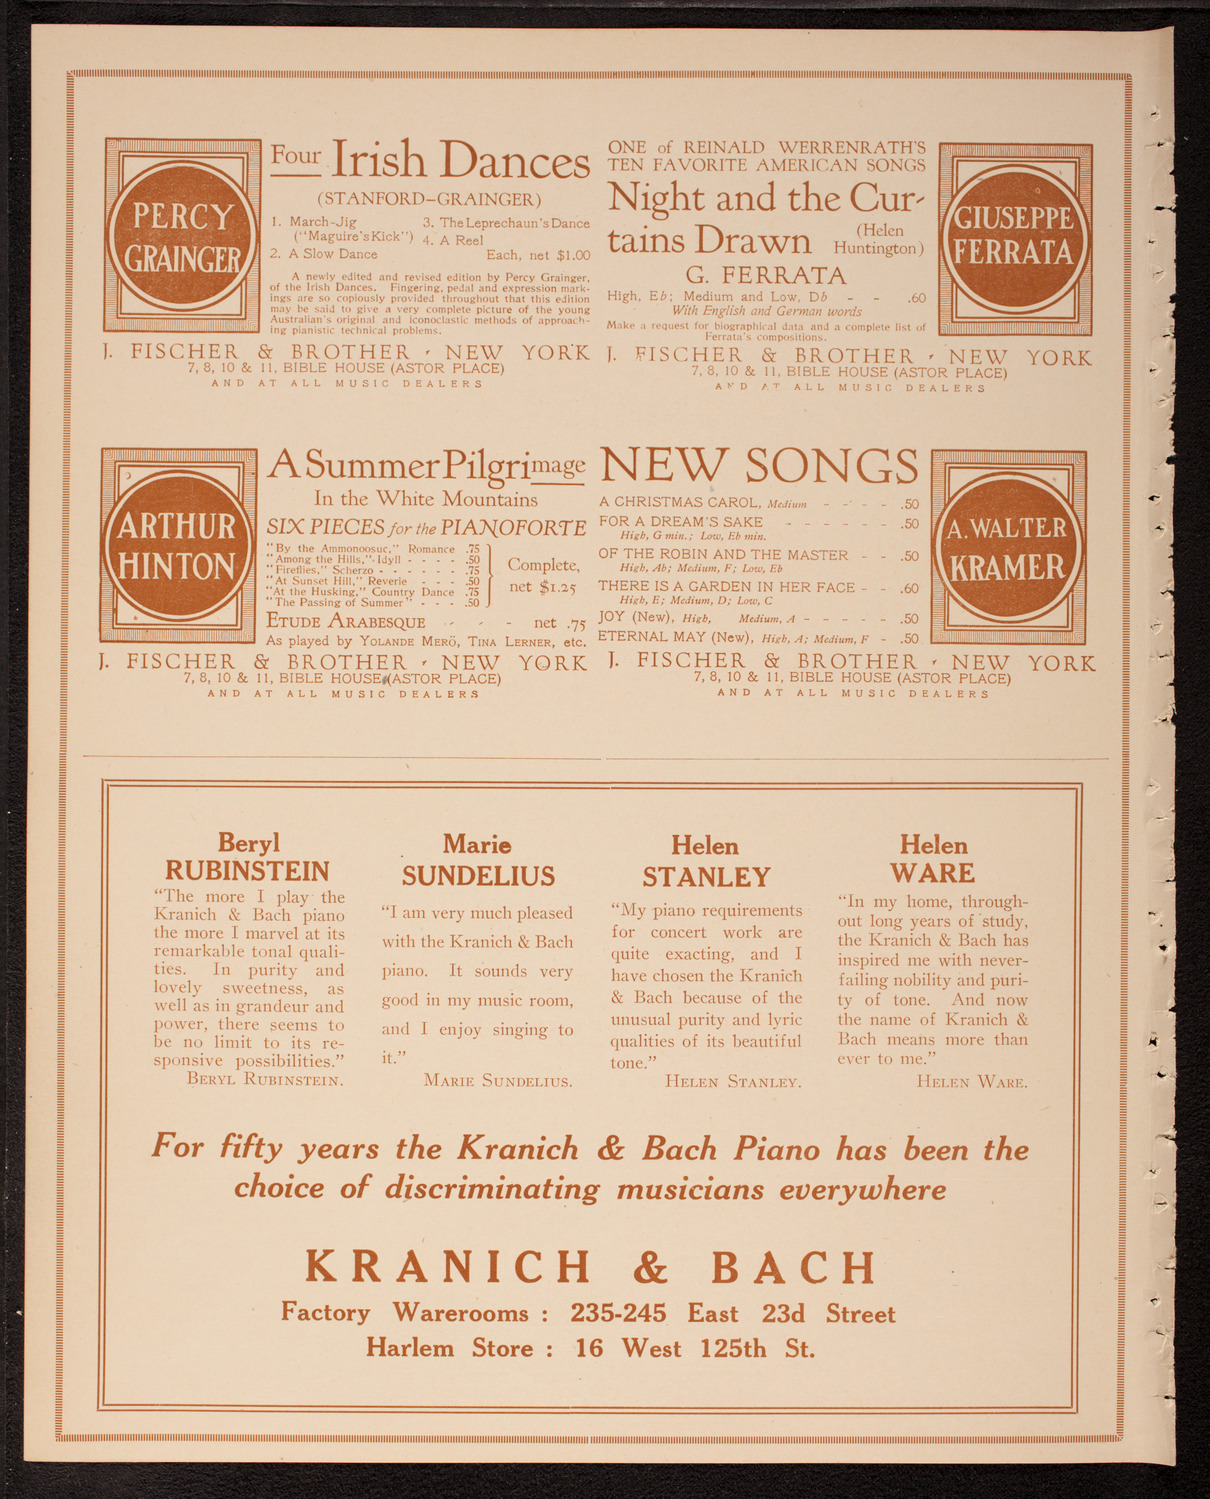 PERCY
GRAINGER
Four Irish Dances
(STANFORD–GRAINGER)
1. March-Jig
("Maguire's Kick")
2. A Slow Dance
3. The Leprechaun's Dance
4. A Reel
Each, net $1.00
A newly edited and revised edition by Percy Grainger,
of the Irish Dances. Fingering, pedal and expression mark-
ings are so copiously provided throughout that this edition
may be said to give a very complete picture of the young
Australian's original and iconoclastic methods of approach-
ing pianistic technical problems.
J. FISCHER & BROTHER - NEW YORK
7, 8, 10 & 11, BIBLE HOUSE (ASTOR PLACE)
AND AT ALL MUSIC DEALERS
ONE of REINALD WERRENRATH'S
TEN FAVORITE AMERICAN SONGS
Night and the Cur-
tains Drawn (Helen
Huntington)
G. FERRATA
High, Eb; Medium and Low, Db - - .60
With English and German words
Make a request for biographical data and a complete list of
Ferrata's compositions.
GIUSEPPE
FERRATA
J. FISCHER & BROTHER - NEW YORK
7, 8, 10 & 11, BIBLE HOUSE (ASTOR PLACE)
AND AT ALL MUSIC DEALERS
ARTHUR
HINTON
A Summer Pilgrimage
In the White Mountains
SIX PIECES for the PIANOFORTE
"By the Ammonoosuc," Romance .75
"Among the Hills," Idyll - - - - .50
"Fireflies," Scherzo - - - - - - .75
"At Sunset Hill," Reverie - - - .50
"At the Husking," Country Dance .75
"The Passing of Summer" - - - .50
Complete,
net $1.25
ETUDE ARABESQUE - - - net .75
As played by YOLANDE MERÖ, TINA LERNER, etc.
J. FISCHER & BROTHER - NEW YORK
7, 8, 10 & 11, BIBLE HOUSE (ASTOR PLACE)
AND AT ALL MUSIC DEALERS
NEW SONGS
A CHRISTMAS CAROL, Medium - - - - .50
FOR A DREAM'S SAKE - - - - - - .50
High, G min.; Low, Eb min.
OF THE ROBIN AND THE MASTER - - .50
High, Ab; Medium, F; Low, Eb
THERE IS A GARDEN IN HER FACE - - .60
High, E; Medium, D; Low, C
JOY (New), High, Medium, A - - - - - .50
ETERNAL MAY (New), High, A; Medium, F - .50
A. WALTER
KRAMER
J. FISCHER & BROTHER - NEW YORK
7, 8, 10 & 11, BIBLE HOUSE (ASTOR PLACE)
AND AT ALL MUSIC DEALERS
Beryl
RUBINSTEIN
"The more I play the
Kranich & Bach piano
the more I marvel at its
remarkable tonal quali-
ties. In purity and
lovely sweetness, as
well as in grandeur and
power, there seems to
be no limit to its re-
sponsive possibilities."
BERYL RUBINSTEIN.
Marie
SUNDELIUS
"I am very much pleased
with the Kranich & Bach
piano. It sounds very
good in my music room,
and I enjoy singing to
it."
MARIE SUNDELIUS.
Helen
STANLEY
"My piano requirements
for concert work are
quite exacting, and I
have chosen the Kranich
& Bach because of the
unusual purity and lyric
qualities of its beautiful
tone."
HELEN STANLEY.
Helen
WARE
"In my home, through-
out long years of study,
the Kranich & Bach has
inspired me with never-
failing nobility and puri-
ty of tone. And now
the name of Kranich &
Bach means more than
ever to me."
HELEN WARE.
For fifty years the Kranich & Bach Piano has been the
choice of discriminating musicians everywhere
KRANICH & BACH
Factory Warerooms : 235-245 East 23d Street
Harlem Store : 16 West 125th St.